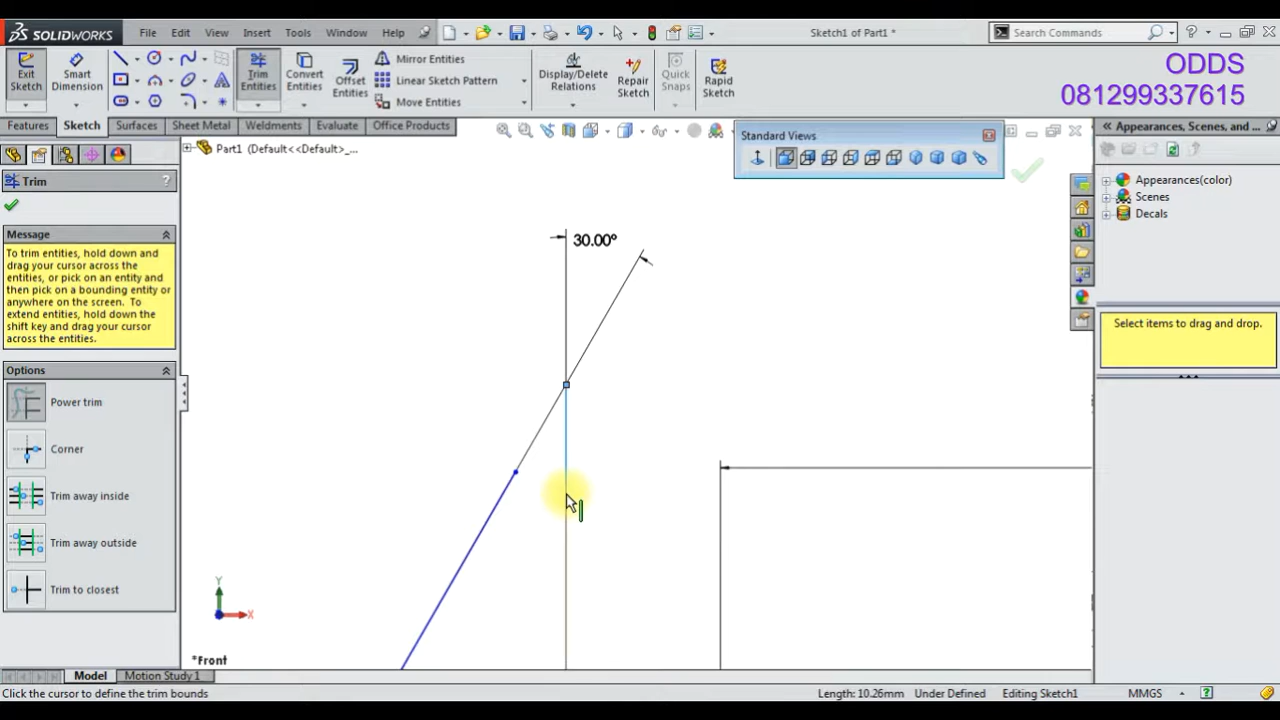 SOLIDWORKS
File Edit View Insert Tools Window Help
Sketch1 of Part1 *
Search Commands
ODDS
081299337615
Exit Sketch
Smart Dimension
Trim Entities
Convert Entities
Offset Entities
Mirror Entities
Linear Sketch Pattern
Move Entities
Display/Delete Relations
Repair Sketch
Quick Snaps
Rapid Sketch
Features Sketch Surfaces Sheet Metal Weldments Evaluate Office Products
Standard Views
Appearances, Scenes, and ...
Part1 (Default<<Default>_...
Trim
?
Message
To trim entities, hold down and
drag your cursor across the
entities, or pick on an entity and
then pick on a bounding entity or
anywhere on the screen. To
extend entities, hold down the
shift key and drag your cursor
across the entities.
Options
Power trim
Corner
Trim away inside
Trim away outside
Trim to closest
30.00°
Y
X
*Front
Appearances(color)
Scenes
Decals
Select items to drag and drop.
Model Motion Study 1
Click the cursor to define the trim bounds
Length: 10.26mm Under Defined Editing Sketch1 MMGS ?